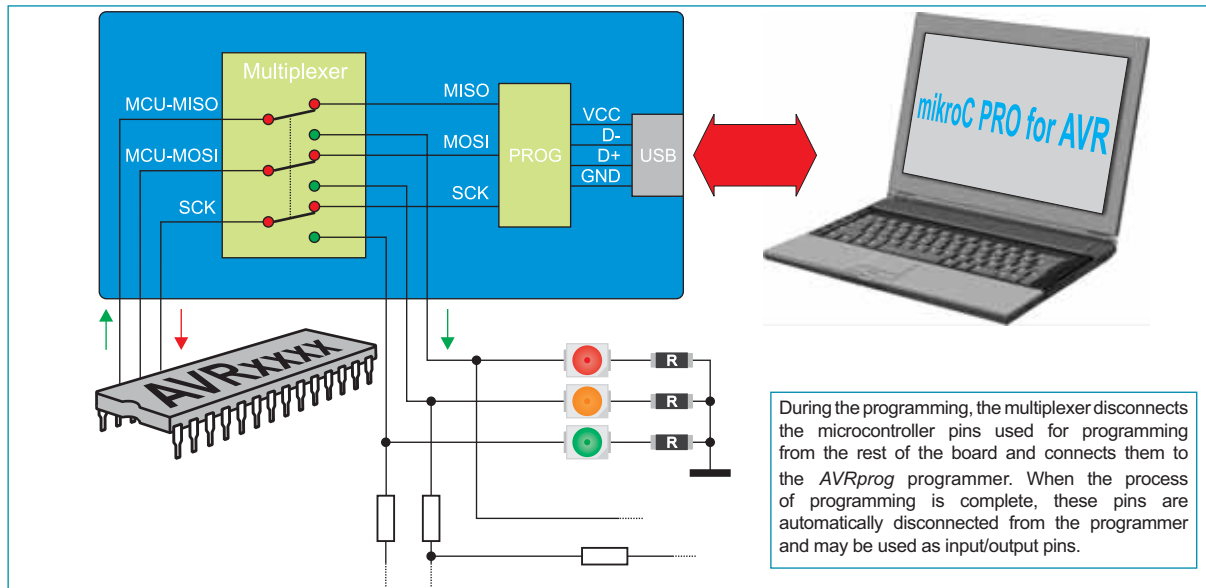 Multiplexer
MCU-MISO
MISO
VCC
D-
MCU-MOSI
MOSI
PROG
D+
USB
GND
SCK
SCK
mikroC PRO for AVR
AVRxxxx
R
R
R
During the programming, the multiplexer disconnects
the microcontroller pins used for programming
from the rest of the board and connects them to
the AVRprog programmer. When the process
of programming is complete, these pins are
automatically disconnected from the programmer
and may be used as input/output pins.